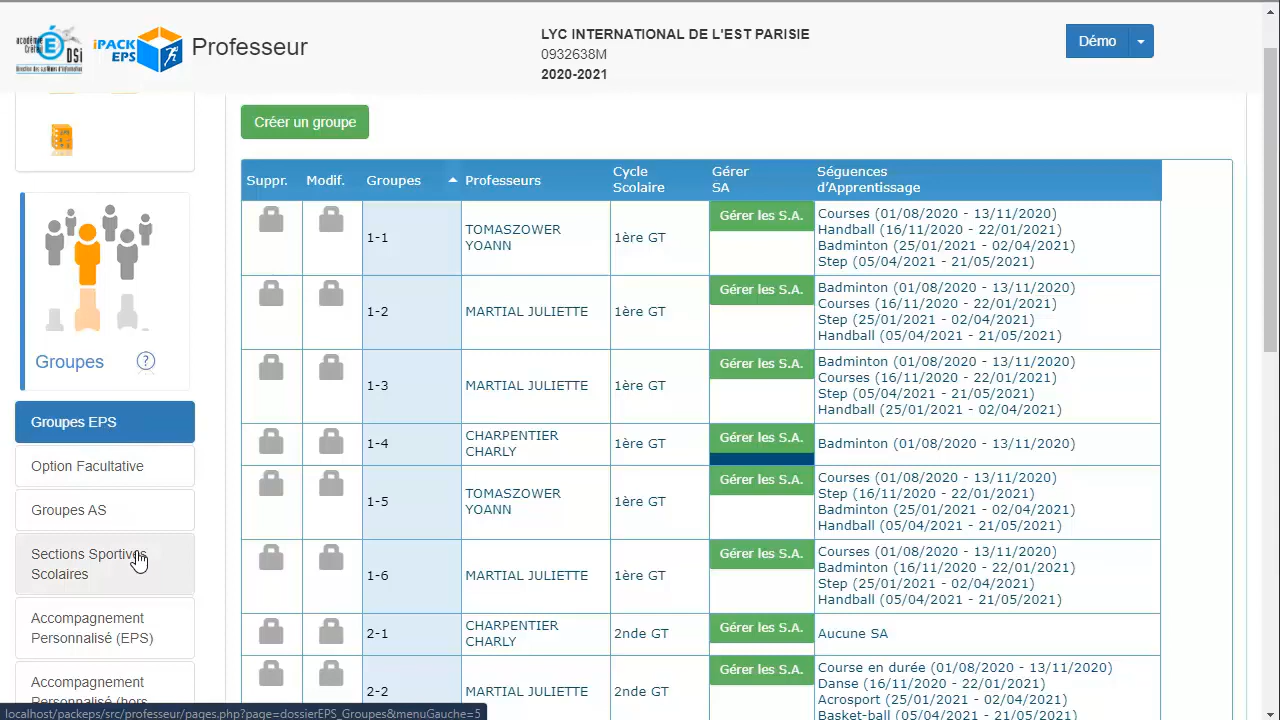 académie
Créteil
DSi
iPACK
EPS
Professeur
LYC INTERNATIONAL DE L'EST PARISIE
0932638M
2020-2021
Démo
Créer un groupe
Suppr. Modif. Groupes Professeurs Cycle Scolaire Gérer SA Séquences d'Apprentissage
1-1 TOMASZOWER YOANN 1ère GT Gérer les S.A. Courses (01/08/2020 - 13/11/2020)
Handball (16/11/2020 - 22/01/2021)
Badminton (25/01/2021 - 02/04/2021)
Step (05/04/2021 - 21/05/2021)
1-2 MARTIAL JULIETTE 1ère GT Gérer les S.A. Badminton (01/08/2020 - 13/11/2020)
Courses (16/11/2020 - 22/01/2021)
Step (25/01/2021 - 02/04/2021)
Handball (05/04/2021 - 21/05/2021)
1-3 MARTIAL JULIETTE 1ère GT Gérer les S.A. Badminton (01/08/2020 - 13/11/2020)
Courses (16/11/2020 - 22/01/2021)
Step (05/04/2021 - 21/05/2021)
Handball (25/01/2021 - 02/04/2021)
1-4 CHARPENTIER CHARLY 1ère GT Gérer les S.A. Badminton (01/08/2020 - 13/11/2020)
1-5 TOMASZOWER YOANN 1ère GT Gérer les S.A. Courses (01/08/2020 - 13/11/2020)
Step (16/11/2020 - 22/01/2021)
Badminton (25/01/2021 - 02/04/2021)
Handball (05/04/2021 - 21/05/2021)
1-6 MARTIAL JULIETTE 1ère GT Gérer les S.A. Courses (01/08/2020 - 13/11/2020)
Badminton (16/11/2020 - 22/01/2021)
Step (25/01/2021 - 02/04/2021)
Handball (05/04/2021 - 21/05/2021)
2-1 CHARPENTIER CHARLY 2nde GT Gérer les S.A. Aucune SA
2-2 MARTIAL JULIETTE 2nde GT Gérer les S.A. Course en durée (01/08/2020 - 13/11/2020)
Danse (16/11/2020 - 22/01/2021)
Acrosport (25/01/2021 - 02/04/2021)
Basket-ball (05/04/2021 - 21/05/2021)
Groupes ?
Groupes EPS
Option Facultative
Groupes AS
Sections Sportives
Scolaires
Accompagnement
Personnalisé (EPS)
Accompagnement
Personnalisé (hors
localhost/packeps/src/professeur/pages.php?page=dossierEPS_Groupes&menuGauche=5